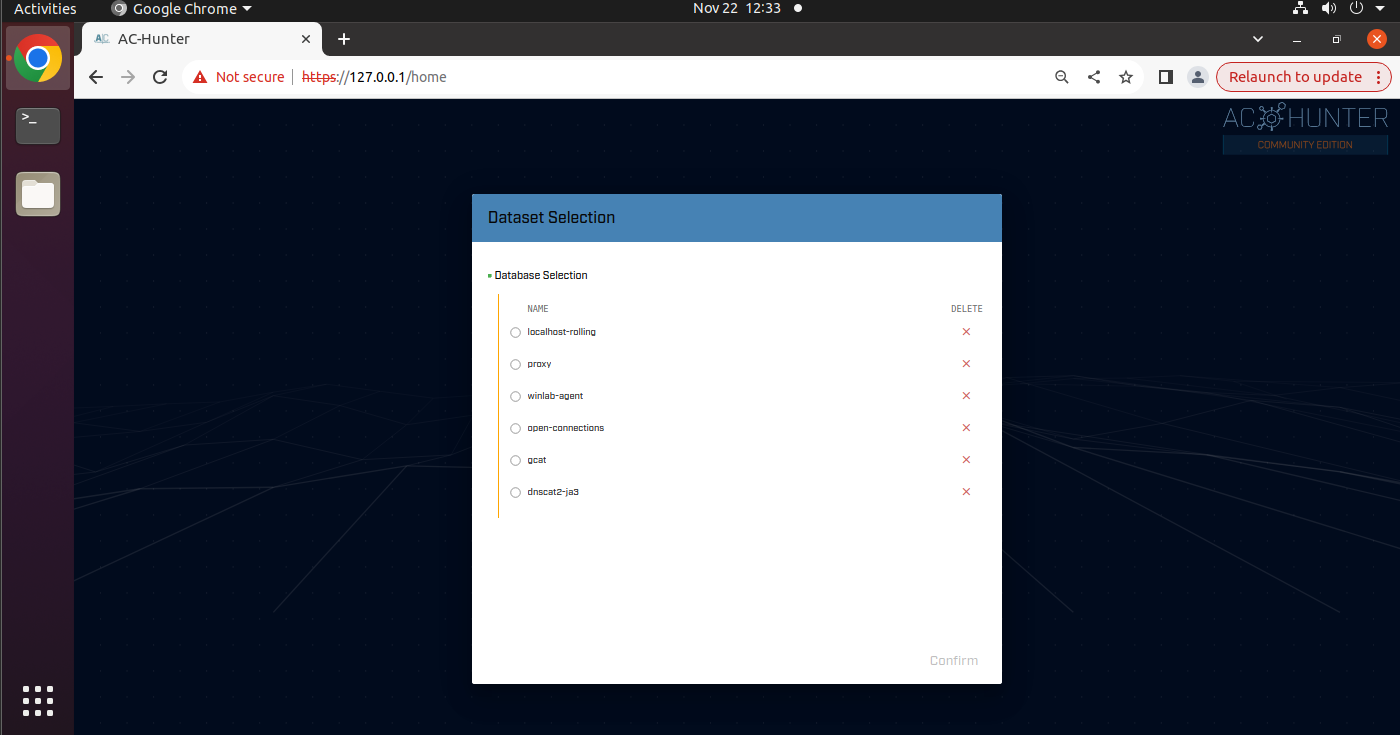 Activities Google Chrome Nov 22 12:33
AC-Hunter
Not secure https://127.0.0.1/home Relaunch to update
AC HUNTER
COMMUNITY EDITION
Dataset Selection
Database Selection
NAME DELETE
localhost-rolling
proxy
winlab-agent
open-connections
gcat
dnscat2-ja3
Confirm